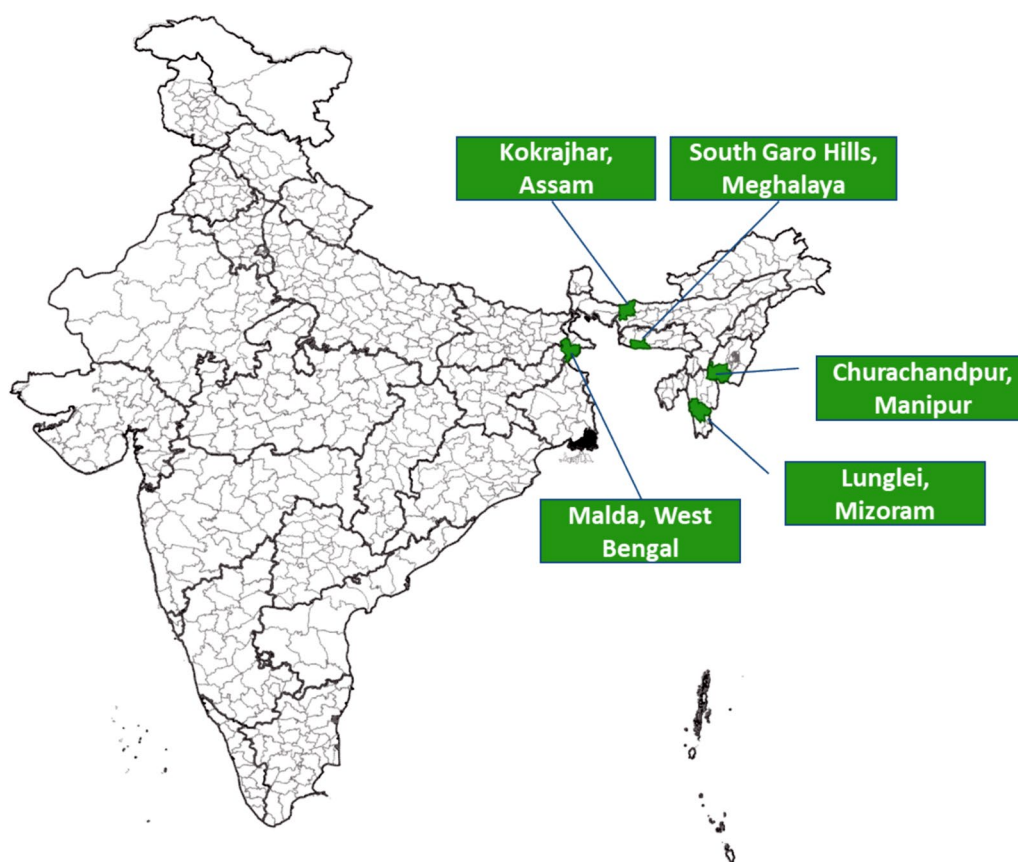 Kokrajhar,
Assam
South Garo Hills,
Meghalaya
Churachandpur,
Manipur
Lunglei,
Mizoram
Malda, West
Bengal